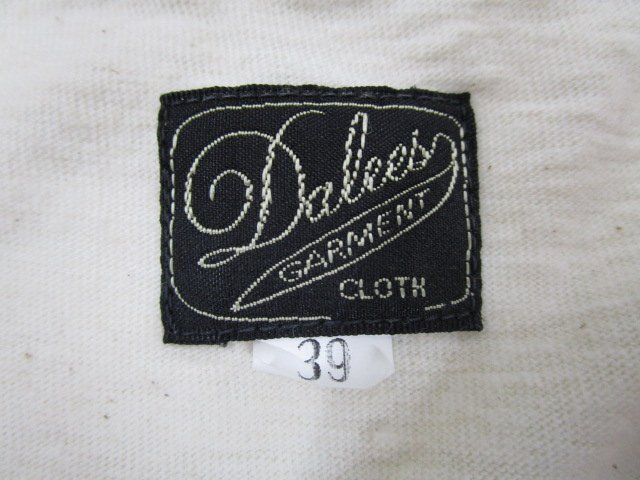 Dalee's
GARMENT
CLOTH
39